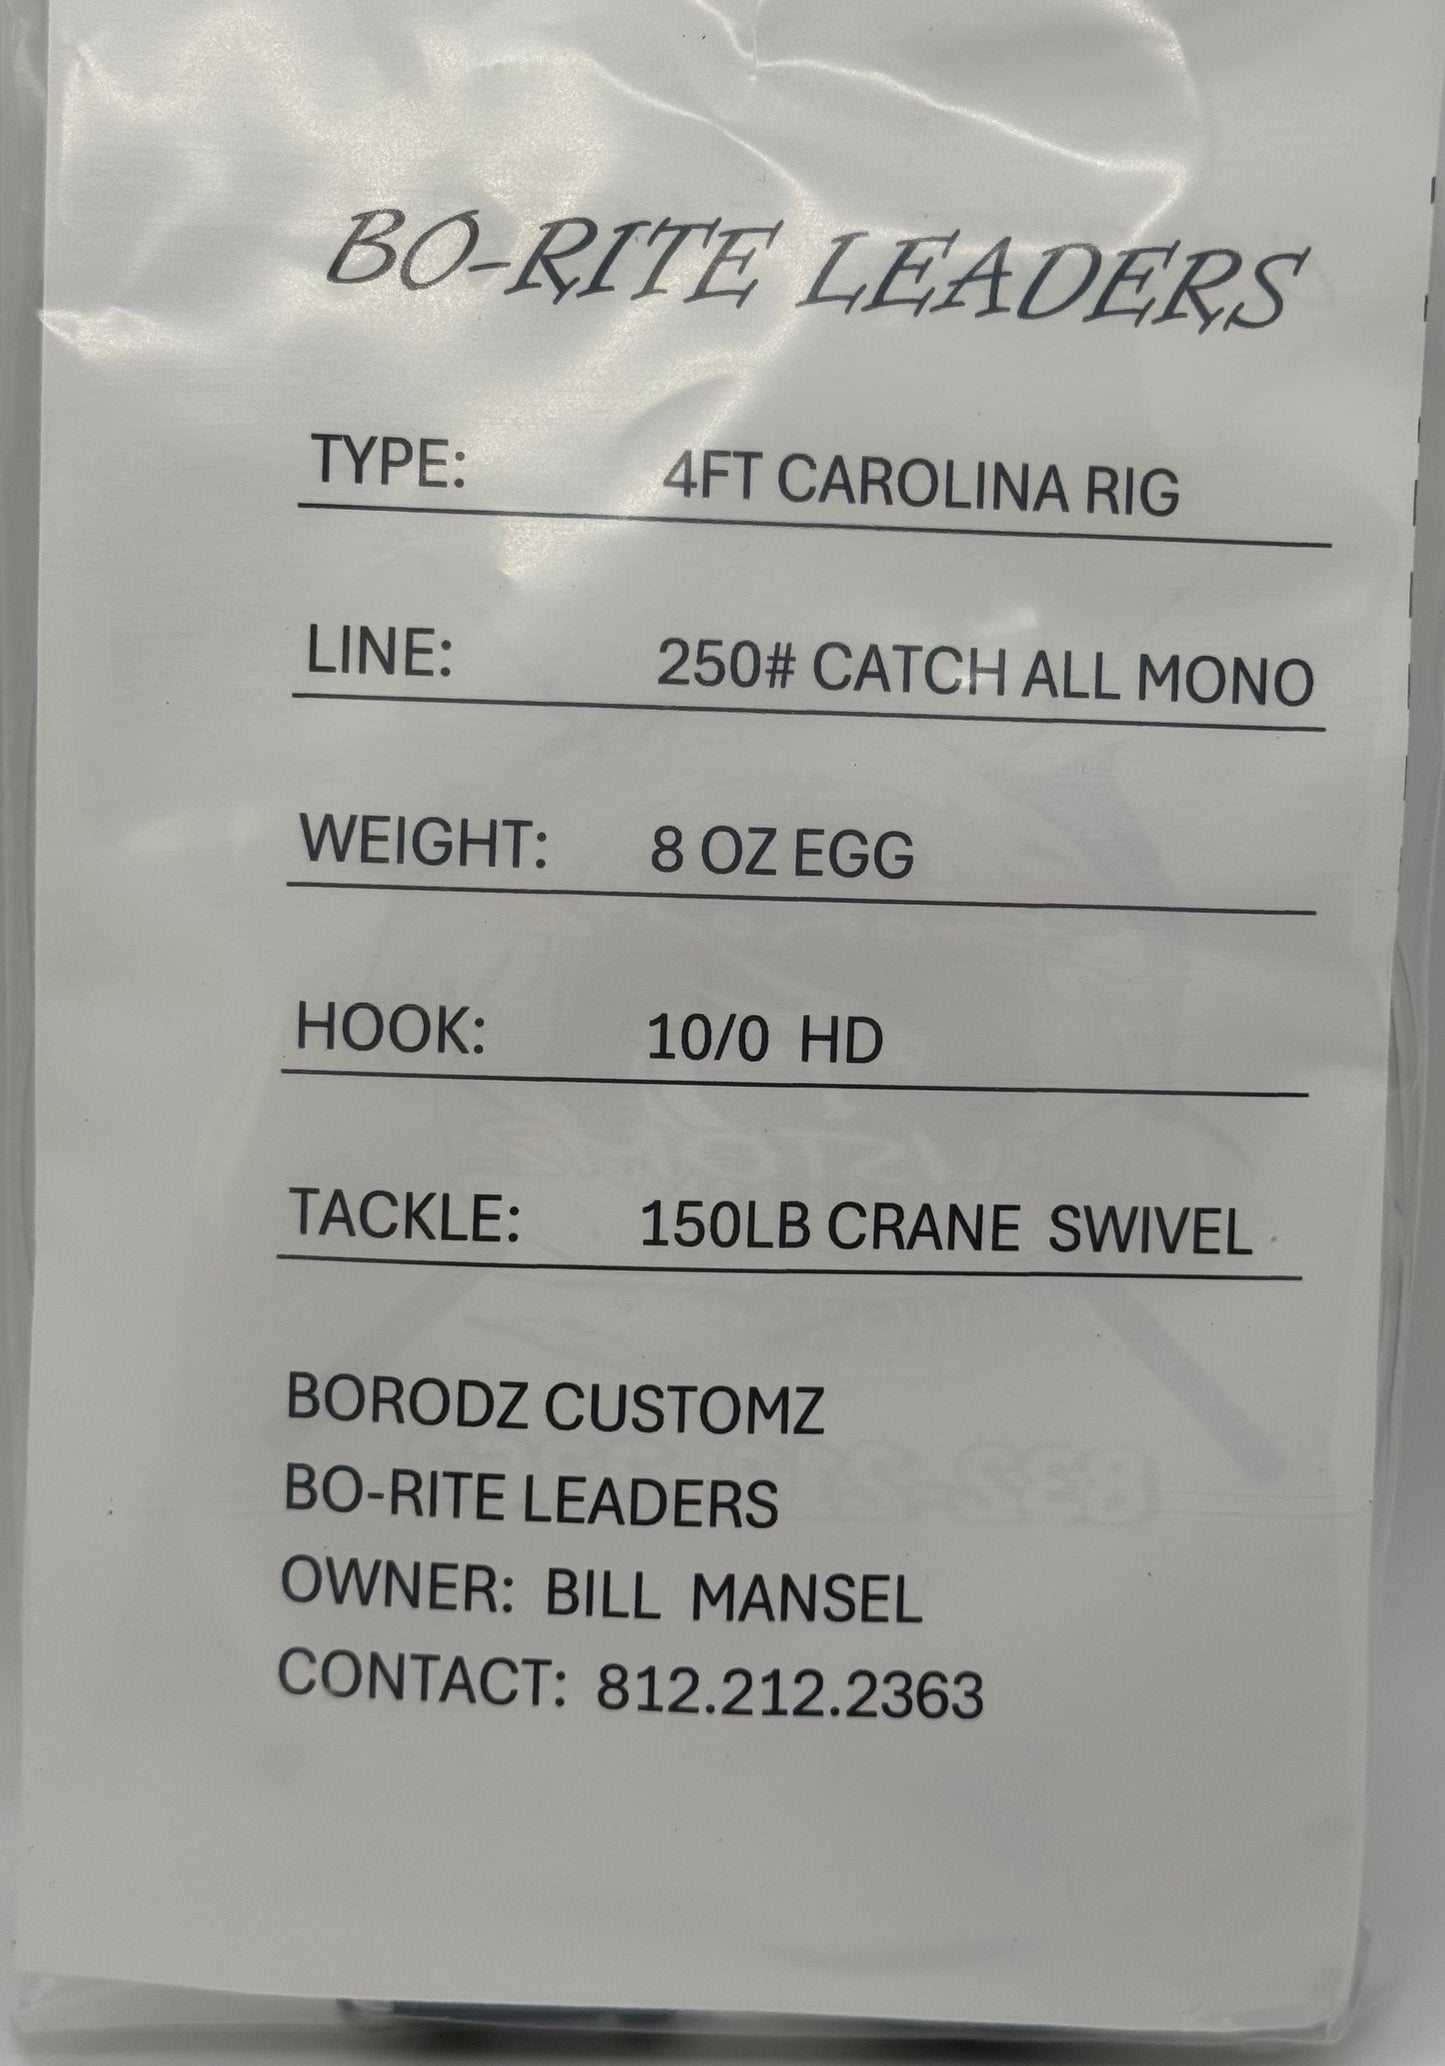 BO-RITE LEADERS
TYPE: 4FT CAROLINA RIG
LINE: 250# CATCH ALL MONO
WEIGHT: 8 OZ EGG
HOOK: 10/0 HD
TACKLE: 150LB CRANE SWIVEL
BORODZ CUSTOMZ
BO-RITE LEADERS
OWNER: BILL MANSEL
CONTACT: 812.212.2363